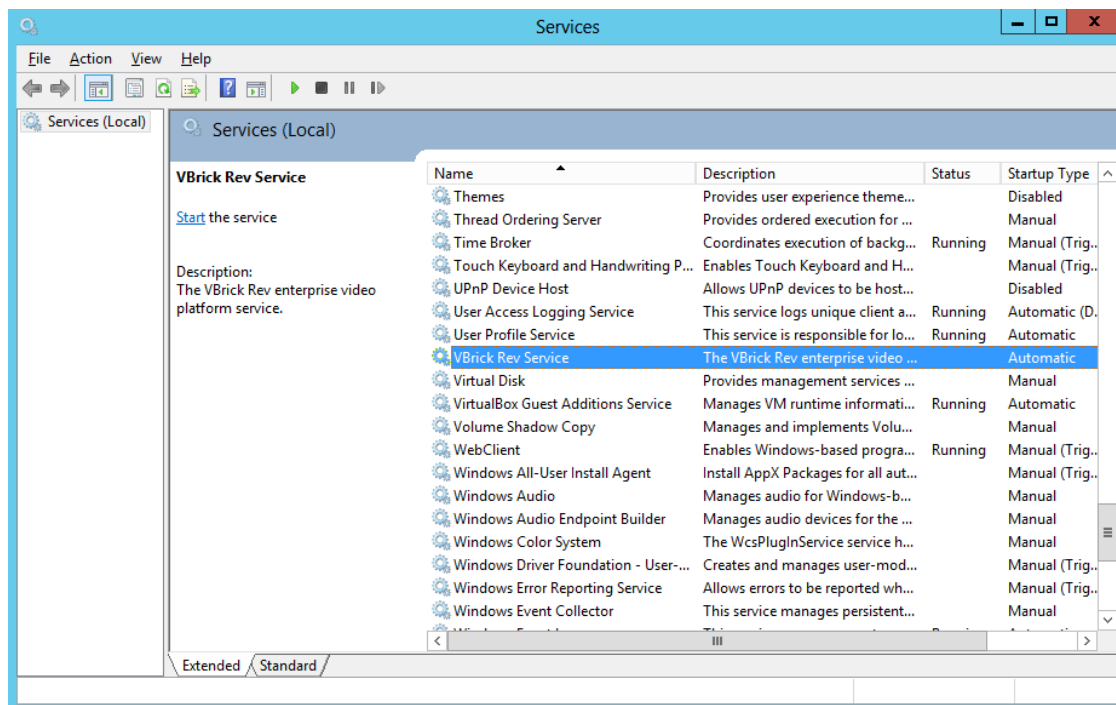 Services
File Action View Help
Services (Local)
Services (Local)
VBrick Rev Service
Start the service
Description:
The VBrick Rev enterprise video
platform service.
Name Description Status Startup Type
Themes Provides user experience theme... Disabled
Thread Ordering Server Provides ordered execution for ... Manual
Time Broker Coordinates execution of backg... Running Manual (Trig..
Touch Keyboard and Handwriting P... Enables Touch Keyboard and H... Manual (Trig..
UPnP Device Host Allows UPnP devices to be host... Disabled
User Access Logging Service This service logs unique client a... Running Automatic (D.
User Profile Service This service is responsible for lo... Running Automatic
VBrick Rev Service The VBrick Rev enterprise video ... Automatic
Virtual Disk Provides management services ... Manual
VirtualBox Guest Additions Service Manages VM runtime informati... Running Automatic
Volume Shadow Copy Manages and implements Volu... Manual
WebClient Enables Windows-based progra... Running Manual (Trig..
Windows All-User Install Agent Install AppX Packages for all aut... Manual (Trig..
Windows Audio Manages audio for Windows-b... Manual
Windows Audio Endpoint Builder Manages audio devices for the ... Manual
Windows Color System The WcsPlugInService service h... Manual
Windows Driver Foundation - User-... Creates and manages user-mod... Manual (Trig..
Windows Error Reporting Service Allows errors to be reported wh... Manual (Trig..
Windows Event Collector This service manages persistent... Manual
Extended Standard